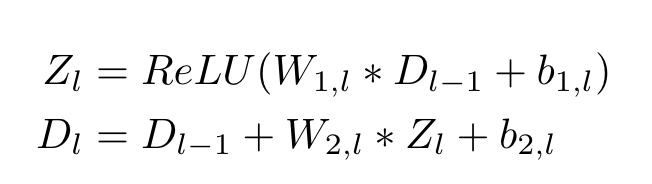 Z_l = ReLU(W_{1,l} * D_{l-1} + b_{1,l})
D_l = D_{l-1} + W_{2,l} * Z_l + b_{2,l}